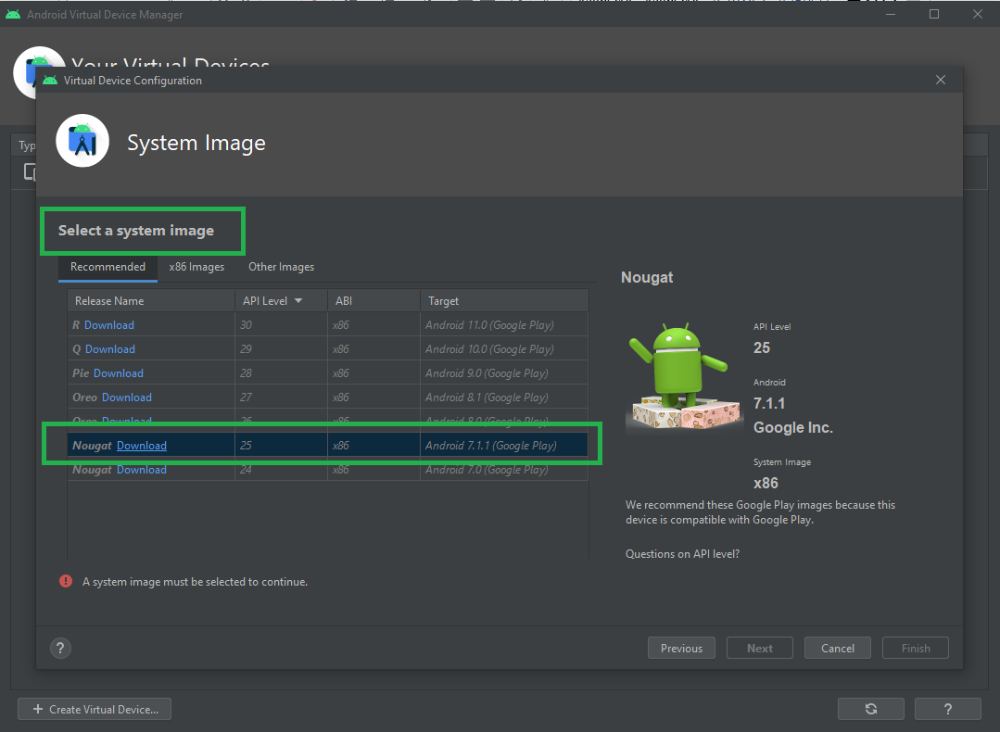 Android Virtual Device Manager
Your Virtual Devices
Virtual Device Configuration
System Image
Typ
Select a system image
Recommended x86 Images Other Images
Release Name API Level ABI Target
R Download 30 x86 Android 11.0 (Google Play)
Q Download 29 x86 Android 10.0 (Google Play)
Pie Download 28 x86 Android 9.0 (Google Play)
Oreo Download 27 x86 Android 8.1 (Google Play)
Oreo Download 26 x86 Android 8.0 (Google Play)
Nougat Download 25 x86 Android 7.1.1 (Google Play)
Nougat Download 24 x86 Android 7.0 (Google Play)
Nougat
API Level
25
Android
7.1.1
Google Inc.
System Image
x86
We recommend these Google Play images because this
device is compatible with Google Play.
Questions on API level?
! A system image must be selected to continue.
? Previous Next Cancel Finish
+ Create Virtual Device... ?